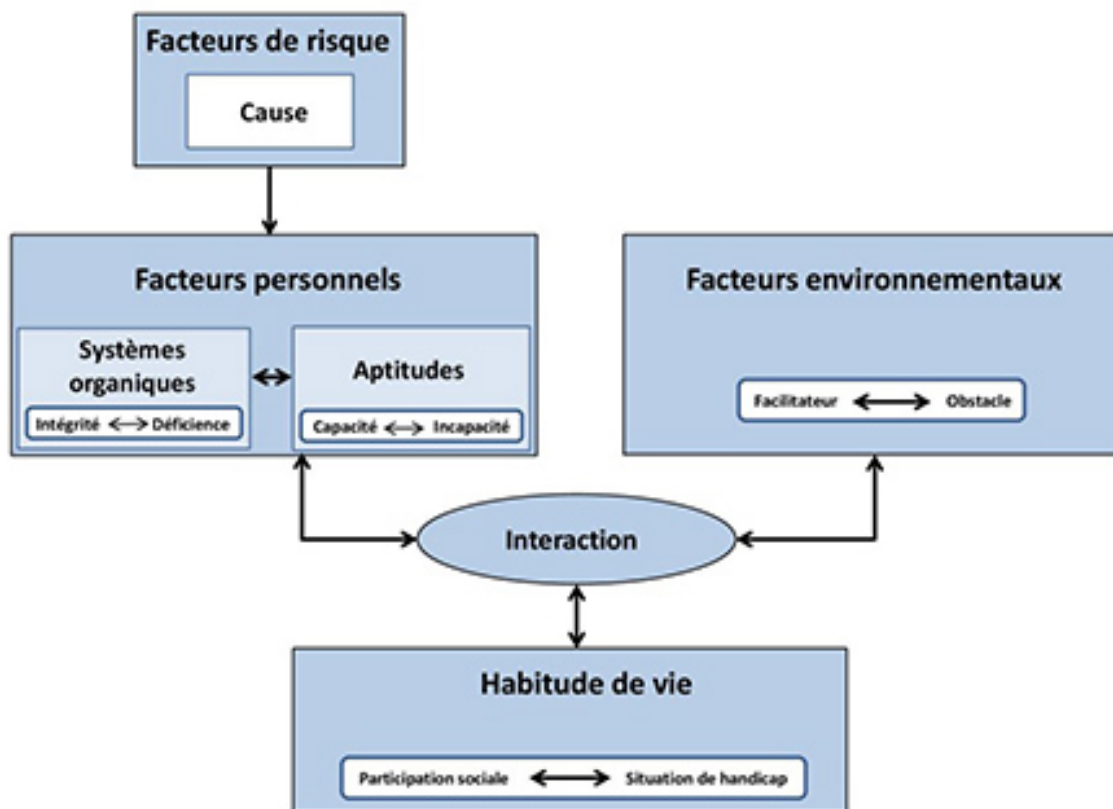 Facteurs de risque
Cause
Facteurs personnels
Systèmes
organiques
Intégrité Déficience
Aptitudes
Capacité Incapacité
Facteurs environnementaux
Facilitateur Obstacle
Interaction
Habitude de vie
Participation sociale Situation de handicap